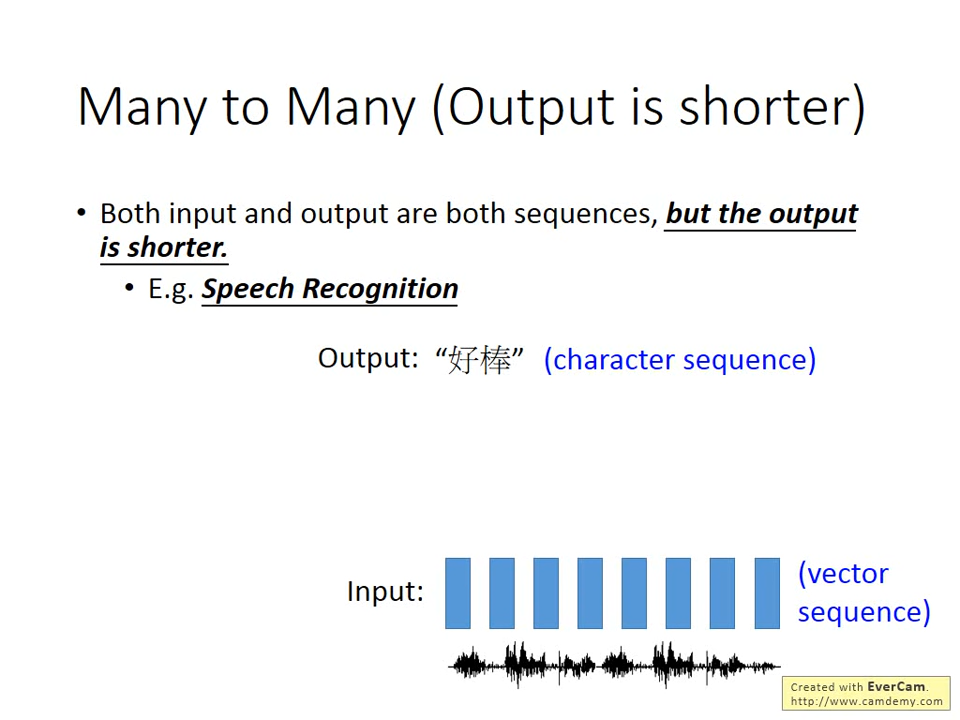 Many to Many (Output is shorter)
• Both input and output are both sequences, but the output
is shorter.
• E.g. Speech Recognition
Output: “好棒” (character sequence)
Input:
(vector
sequence)
Created with EverCam.
http://www.camdemy.com